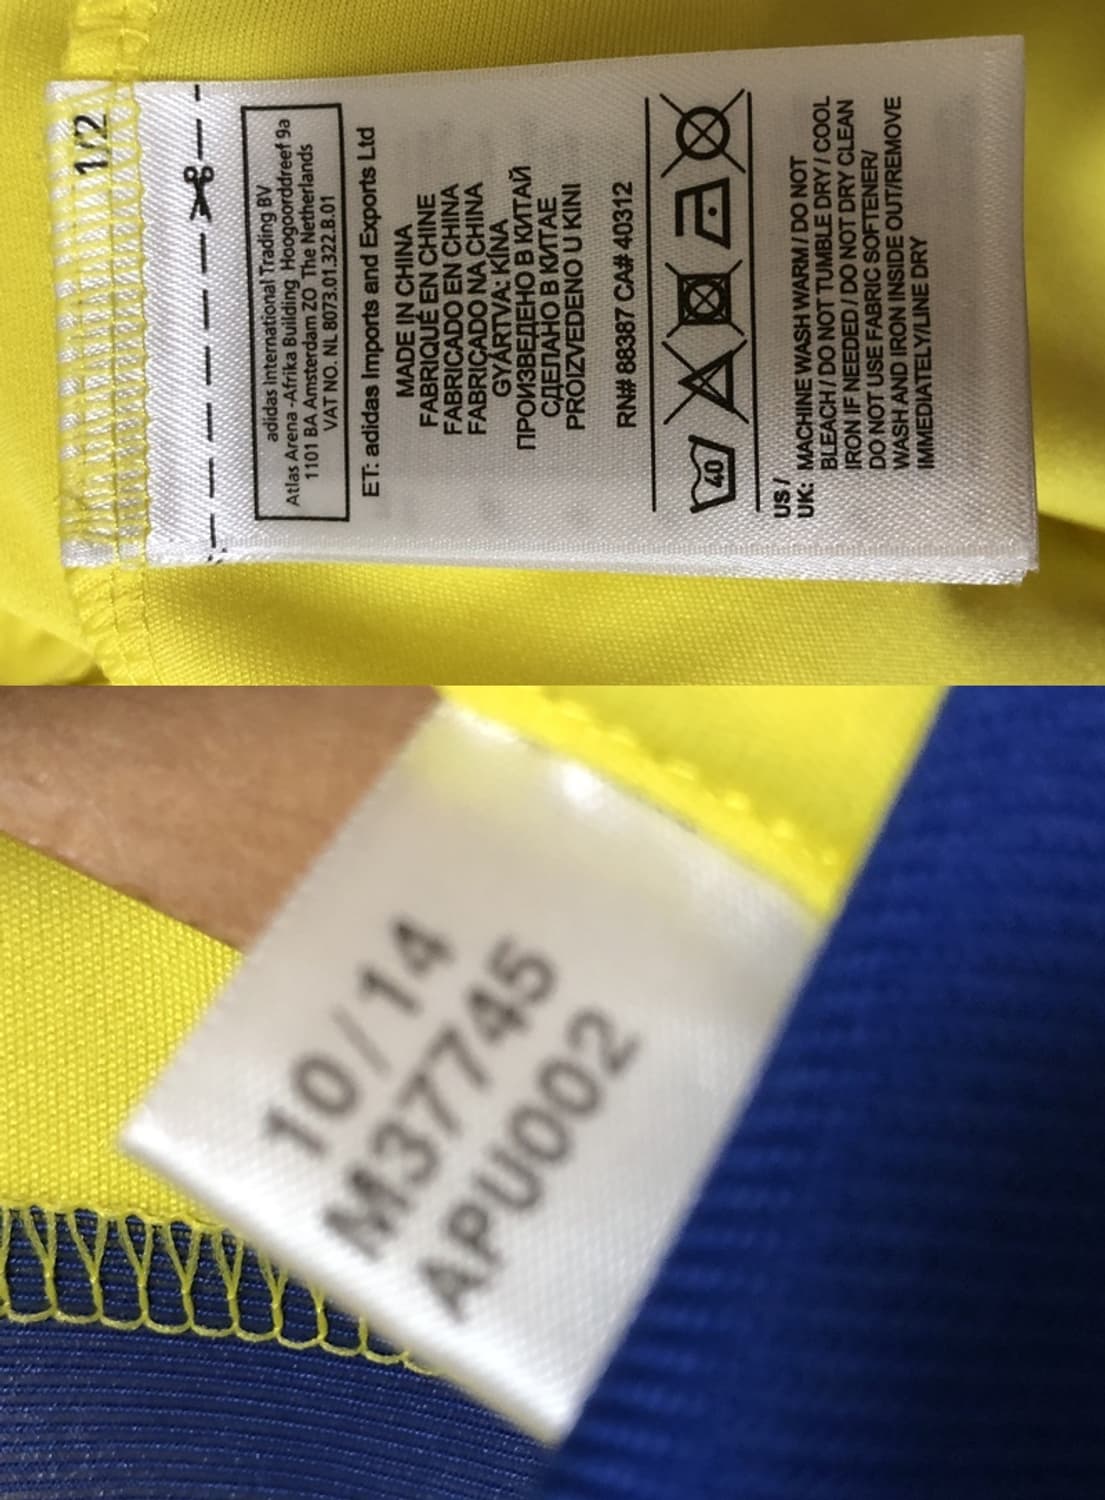 1/2
adidas International Trading BV
Atlas Arena -Afrika Building Hoogoorddreef 9a
1101 BA Amsterdam ZO The Netherlands
VAT NO. NL 8073.01.322.B.01
ET: adidas Imports and Exports Ltd
MADE IN CHINA
FABRIQUÉ EN CHINE
FABRICADO EN CHINA
FABRICADO NA CHINA
GYÁRTVA: KÍNA
ПРОИЗВЕДЕНО В КИТАЙ
СДЕЛАНО В КИТАЕ
PROIZVEDENO U KINI
RN# 88387 CA# 40312
40
US /
UK: MACHINE WASH WARM / DO NOT
BLEACH / DO NOT TUMBLE DRY / COOL
IRON IF NEEDED / DO NOT DRY CLEAN
DO NOT USE FABRIC SOFTENER/
WASH AND IRON INSIDE OUT/REMOVE
IMMEDIATELY/LINE DRY
10/14
M37745
APU002